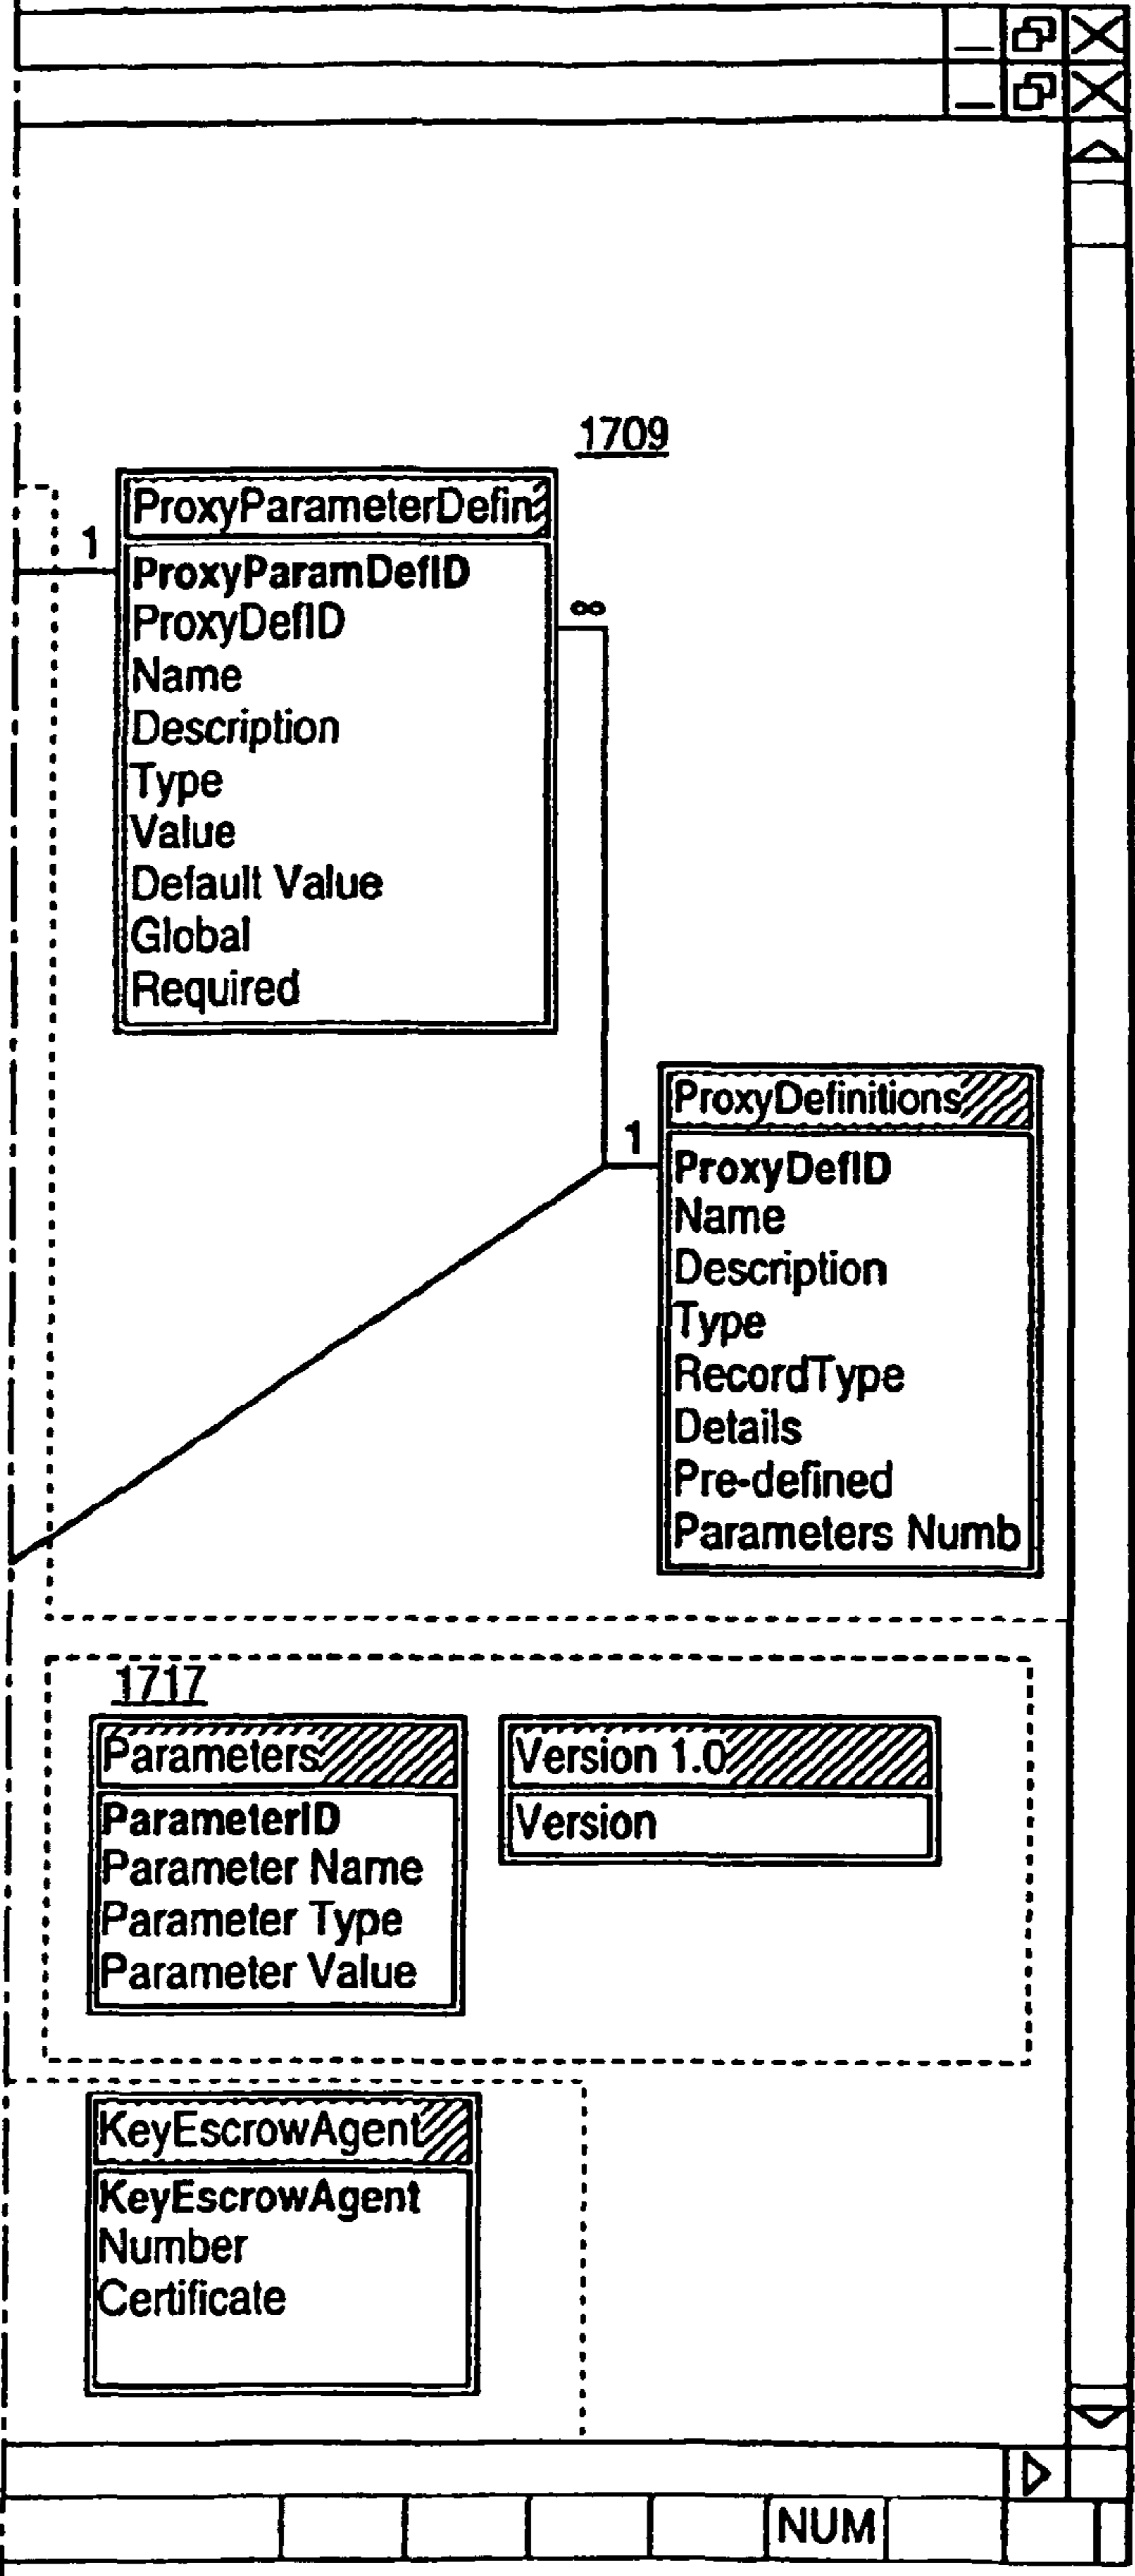 1709
ProxyParameterDefin
1
ProxyParamDefID
∞
ProxyDefID
Name
Description
Type
Value
Default Value
Global
Required
ProxyDefinitions
1
ProxyDefID
Name
Description
Type
RecordType
Details
Pre-defined
Parameters Numb
1717
Parameters
ParameterID
Parameter Name
Parameter Type
Parameter Value
Version 1.0
Version
KeyEscrowAgent
KeyEscrowAgent
Number
Certificate
NUM